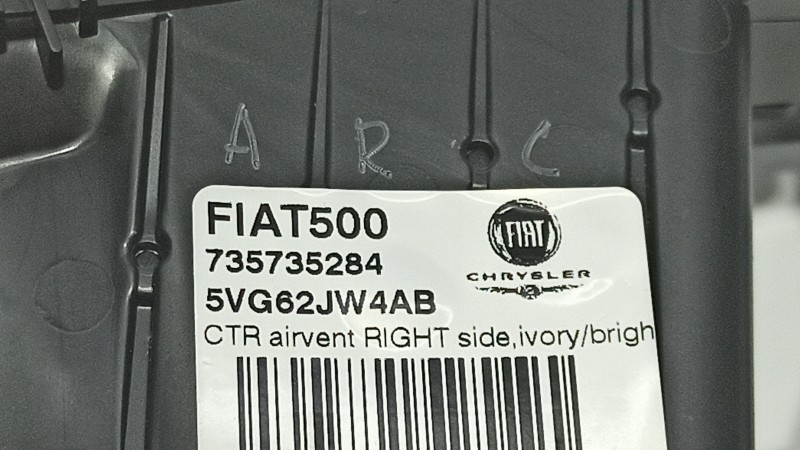 A R C
FIAT500
FIAT
735735284
CHRYSLER
5VG62JW4AB
CTR airvent RIGHT side,ivory/brigh